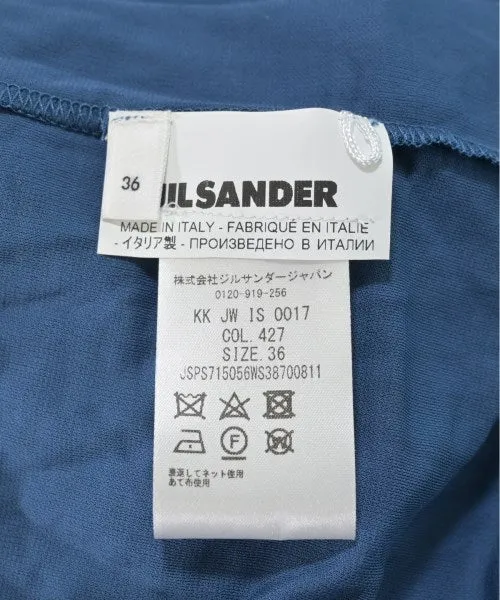 36
JIL SANDER
MADE IN ITALY - FABRIQUÉ EN ITALIE
- イタリア製 - ПРОИЗВЕДЕНО В ИТАЛИИ
株式会社ジルサンダージャパン
0120-919-256
KK JW IS 0017
COL. 427
SIZE. 36
JSPS715056WS38700811
F
W
裏返してネット使用
あて布使用